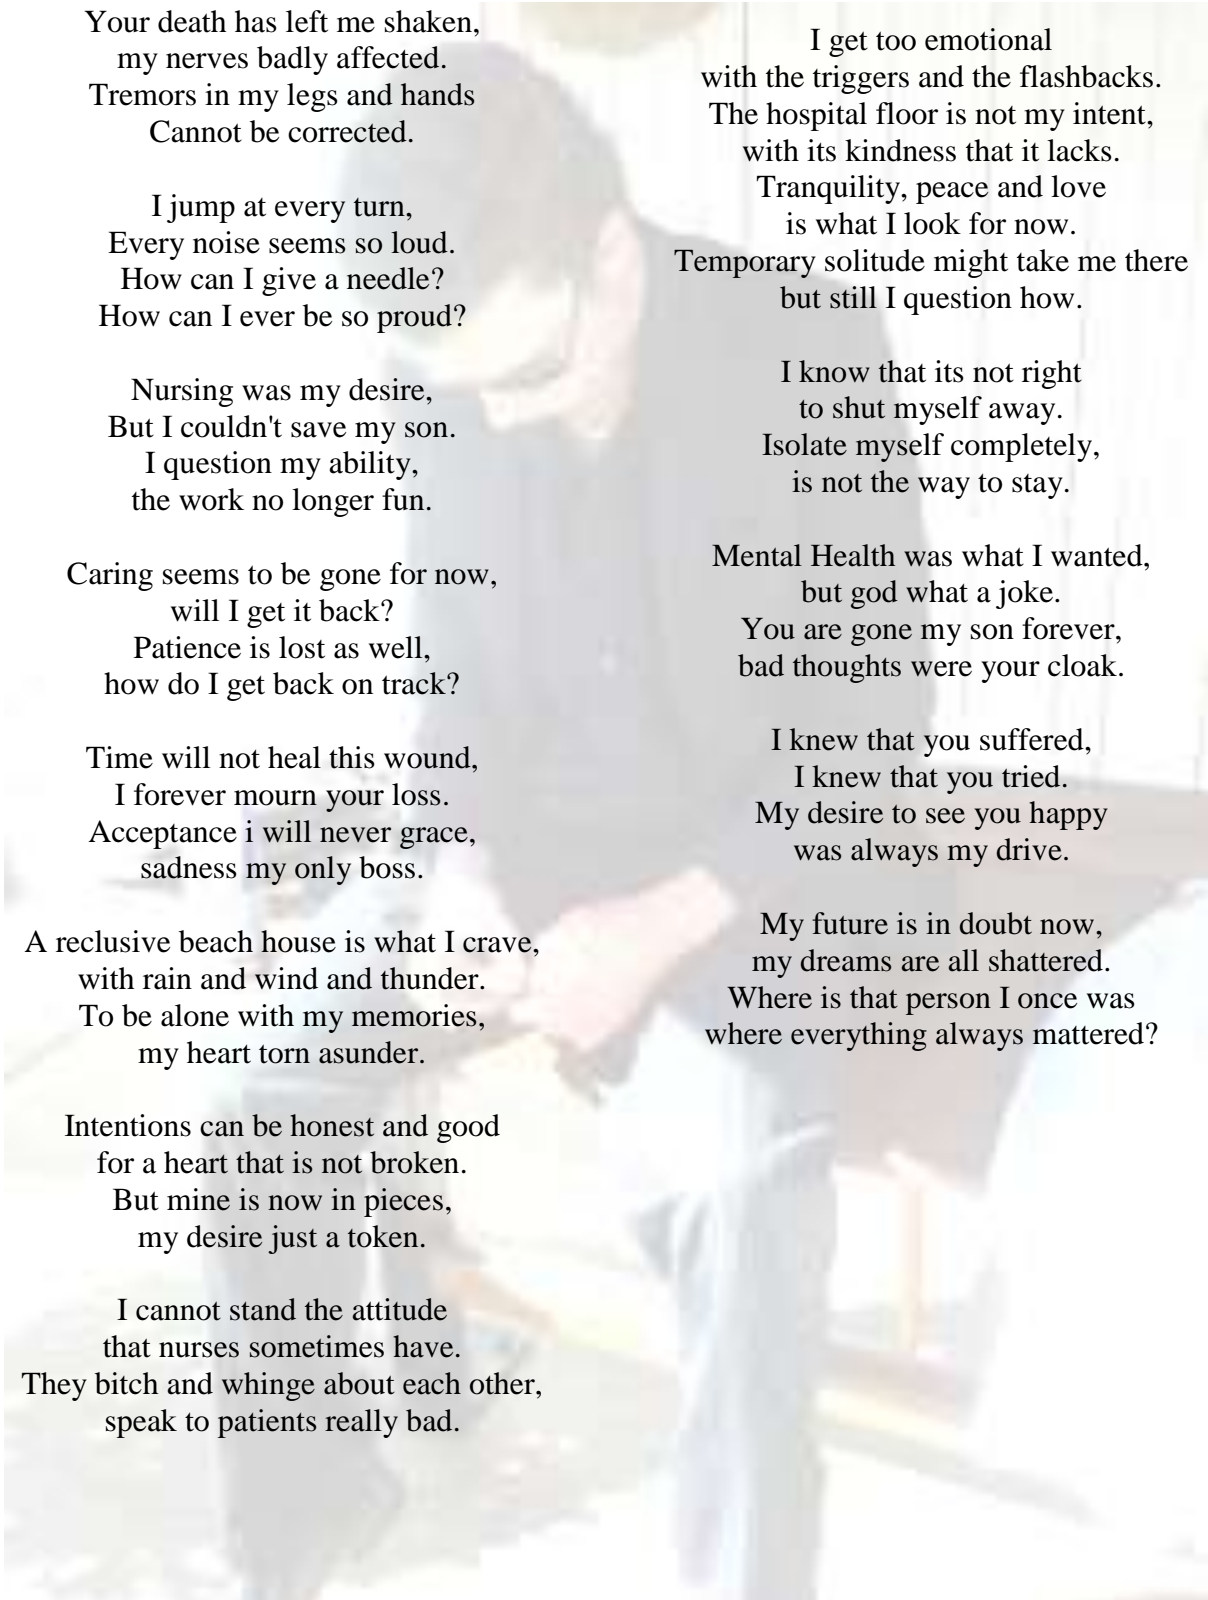 Your death has left me shaken,
my nerves badly affected.
Tremors in my legs and hands
Cannot be corrected.
I jump at every turn,
Every noise seems so loud.
How can I give a needle?
How can I ever be so proud?
Nursing was my desire,
But I couldn't save my son.
I question my ability,
the work no longer fun.
Caring seems to be gone for now,
will I get it back?
Patience is lost as well,
how do I get back on track?
Time will not heal this wound,
I forever mourn your loss.
Acceptance i will never grace,
sadness my only boss.
A reclusive beach house is what I crave,
with rain and wind and thunder.
To be alone with my memories,
my heart torn asunder.
Intentions can be honest and good
for a heart that is not broken.
But mine is now in pieces,
my desire just a token.
I cannot stand the attitude
that nurses sometimes have.
They bitch and whinge about each other,
speak to patients really bad.
I get too emotional
with the triggers and the flashbacks.
The hospital floor is not my intent,
with its kindness that it lacks.
Tranquility, peace and love
is what I look for now.
Temporary solitude might take me there
but still I question how.
I know that its not right
to shut myself away.
Isolate myself completely,
is not the way to stay.
Mental Health was what I wanted,
but god what a joke.
You are gone my son forever,
bad thoughts were your cloak.
I knew that you suffered,
I knew that you tried.
My desire to see you happy
was always my drive.
My future is in doubt now,
my dreams are all shattered.
Where is that person I once was
where everything always mattered?